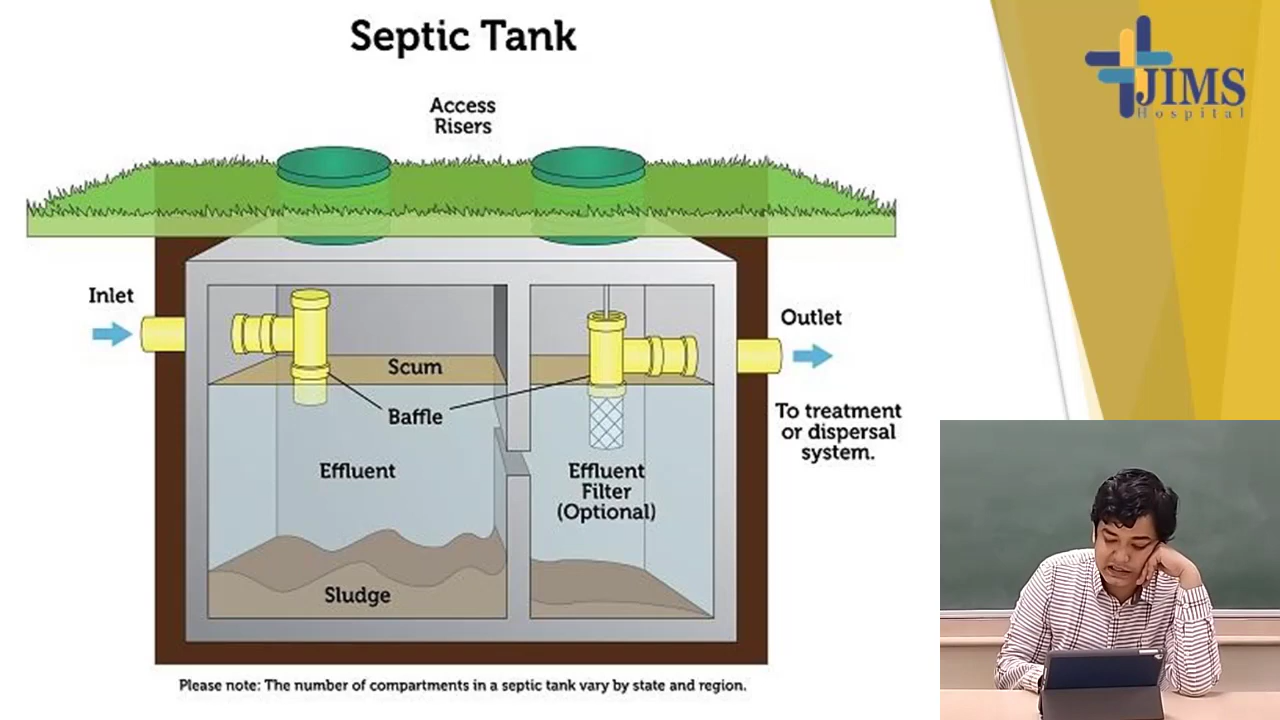 Septic Tank
JIMS
Hospital
Access
Risers
Inlet
Outlet
Scum
Baffle
To treatment
or dispersal
system.
Effluent
Effluent
Filter
(Optional)
Sludge
Please note: The number of compartments in a septic tank vary by state and region.